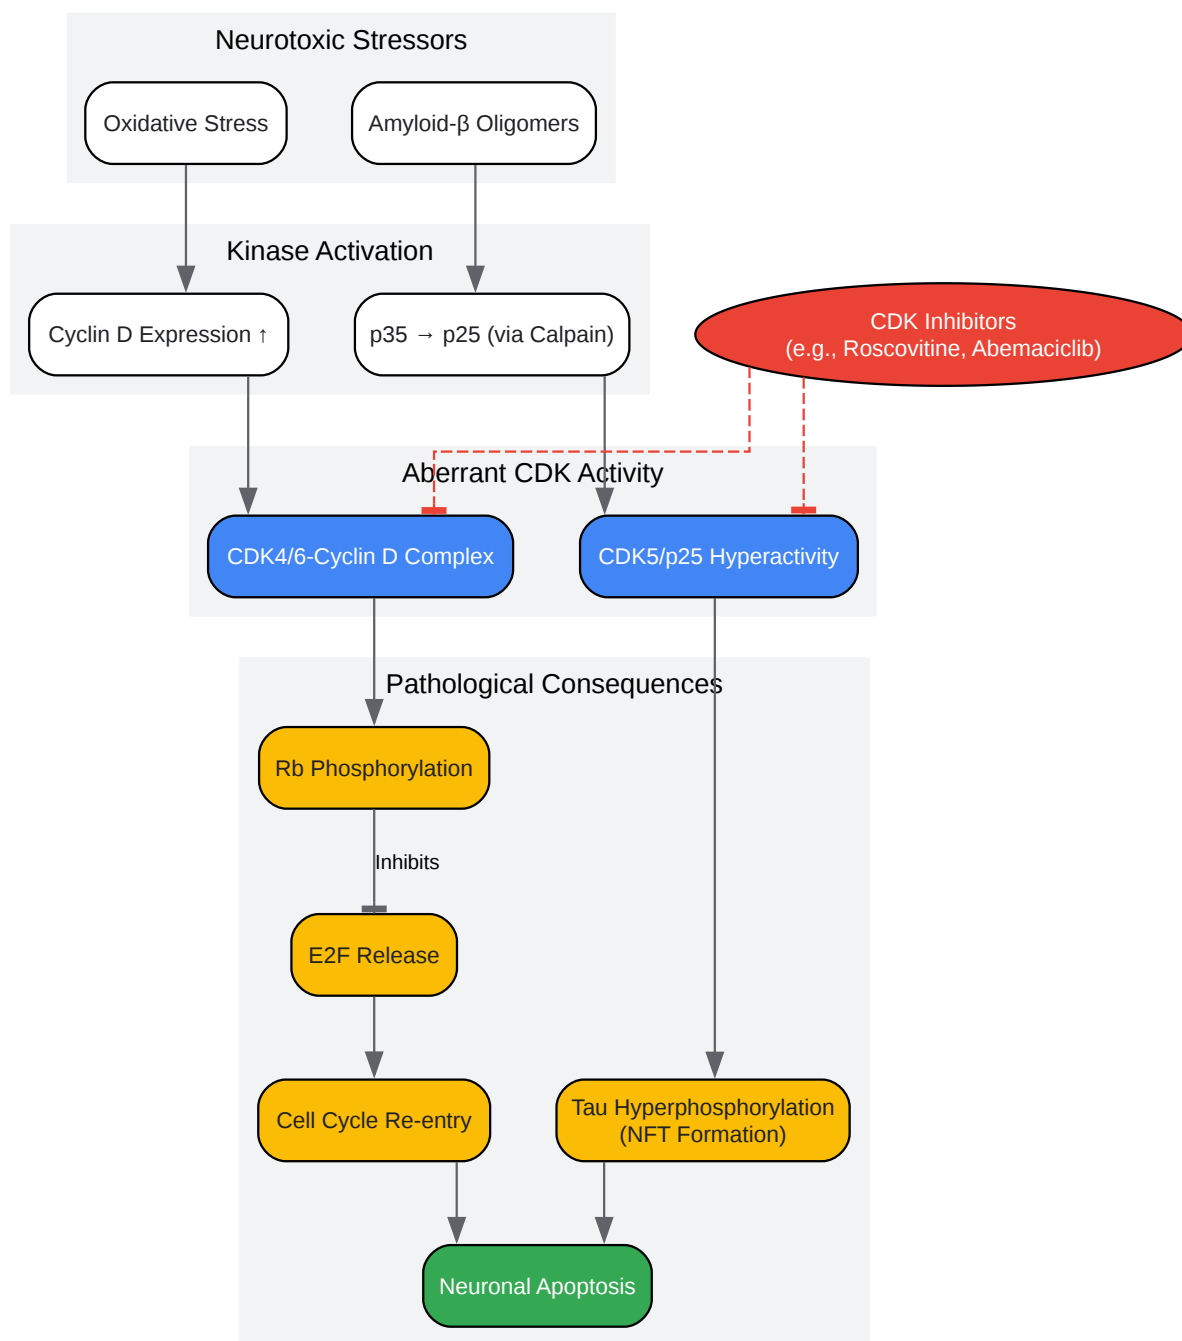 Neurotoxic Stressors
Oxidative Stress
Amyloid-β Oligomers
Kinase Activation
Cyclin D Expression ↑
p35 → p25 (via Calpain)
CDK Inhibitors
(e.g., Roscovitine, Abemaciclib)
Aberrant CDK Activity
CDK4/6-Cyclin D Complex
CDK5/p25 Hyperactivity
Pathological Consequences
Rb Phosphorylation
Inhibits
E2F Release
Cell Cycle Re-entry
Tau Hyperphosphorylation
(NFT Formation)
Neuronal Apoptosis